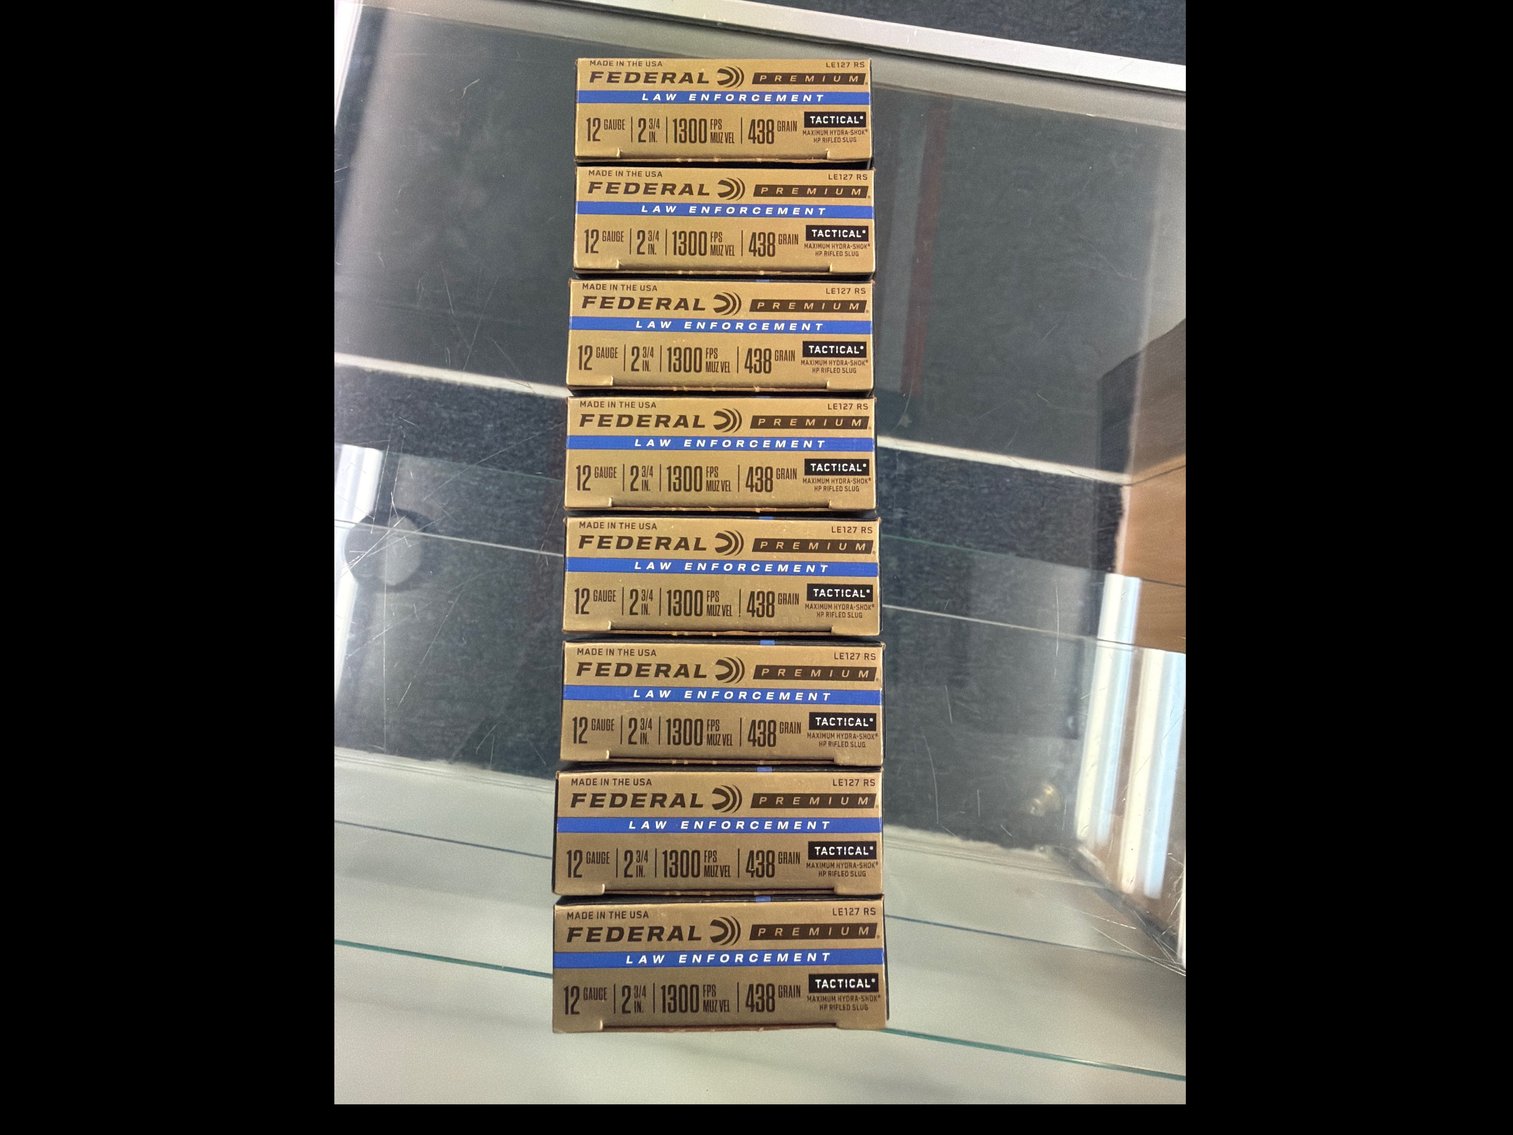 MADE IN THE USA LE127 RS
FEDERAL PREMIUM®
LAW ENFORCEMENT
12 GAUGE 2 3/4 IN. 1300 FPS MUZ VEL 438 GRAIN TACTICAL®
MAXIMUM HYDRA-SHOK®
HP RIFLED SLUG
MADE IN THE USA LE127 RS
FEDERAL PREMIUM®
LAW ENFORCEMENT
12 GAUGE 2 3/4 IN. 1300 FPS MUZ VEL 438 GRAIN TACTICAL®
MAXIMUM HYDRA-SHOK®
HP RIFLED SLUG
MADE IN THE USA LE127 RS
FEDERAL PREMIUM®
LAW ENFORCEMENT
12 GAUGE 2 3/4 IN. 1300 FPS MUZ VEL 438 GRAIN TACTICAL®
MAXIMUM HYDRA-SHOK®
HP RIFLED SLUG
MADE IN THE USA LE127 RS
FEDERAL PREMIUM®
LAW ENFORCEMENT
12 GAUGE 2 3/4 IN. 1300 FPS MUZ VEL 438 GRAIN TACTICAL®
MAXIMUM HYDRA-SHOK®
HP RIFLED SLUG
MADE IN THE USA LE127 RS
FEDERAL PREMIUM®
LAW ENFORCEMENT
12 GAUGE 2 3/4 IN. 1300 FPS MUZ VEL 438 GRAIN TACTICAL®
MAXIMUM HYDRA-SHOK®
HP RIFLED SLUG
MADE IN THE USA LE127 RS
FEDERAL PREMIUM®
LAW ENFORCEMENT
12 GAUGE 2 3/4 IN. 1300 FPS MUZ VEL 438 GRAIN TACTICAL®
MAXIMUM HYDRA-SHOK®
HP RIFLED SLUG
MADE IN THE USA LE127 RS
FEDERAL PREMIUM®
LAW ENFORCEMENT
12 GAUGE 2 3/4 IN. 1300 FPS MUZ VEL 438 GRAIN TACTICAL®
MAXIMUM HYDRA-SHOK®
HP RIFLED SLUG
MADE IN THE USA LE127 RS
FEDERAL PREMIUM®
LAW ENFORCEMENT
12 GAUGE 2 3/4 IN. 1300 FPS MUZ VEL 438 GRAIN TACTICAL®
MAXIMUM HYDRA-SHOK®
HP RIFLED SLUG